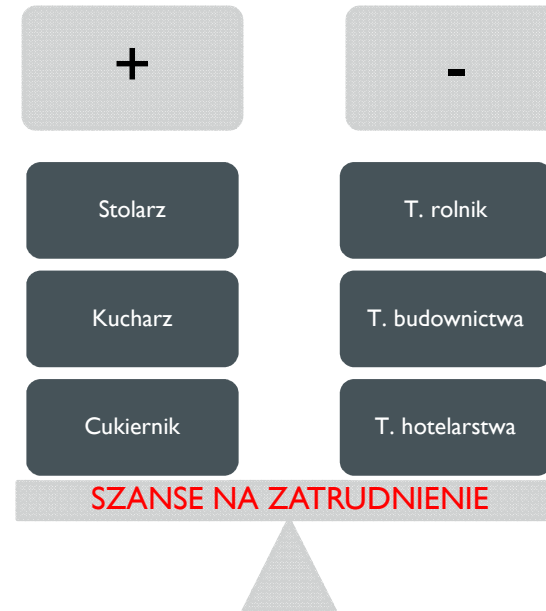 +
-
Stolarz
T. rolnik
Kucharz
T. budownictwa
Cukiernik
T. hotelarstwa
SZANSE NA ZATRUDNIENIE